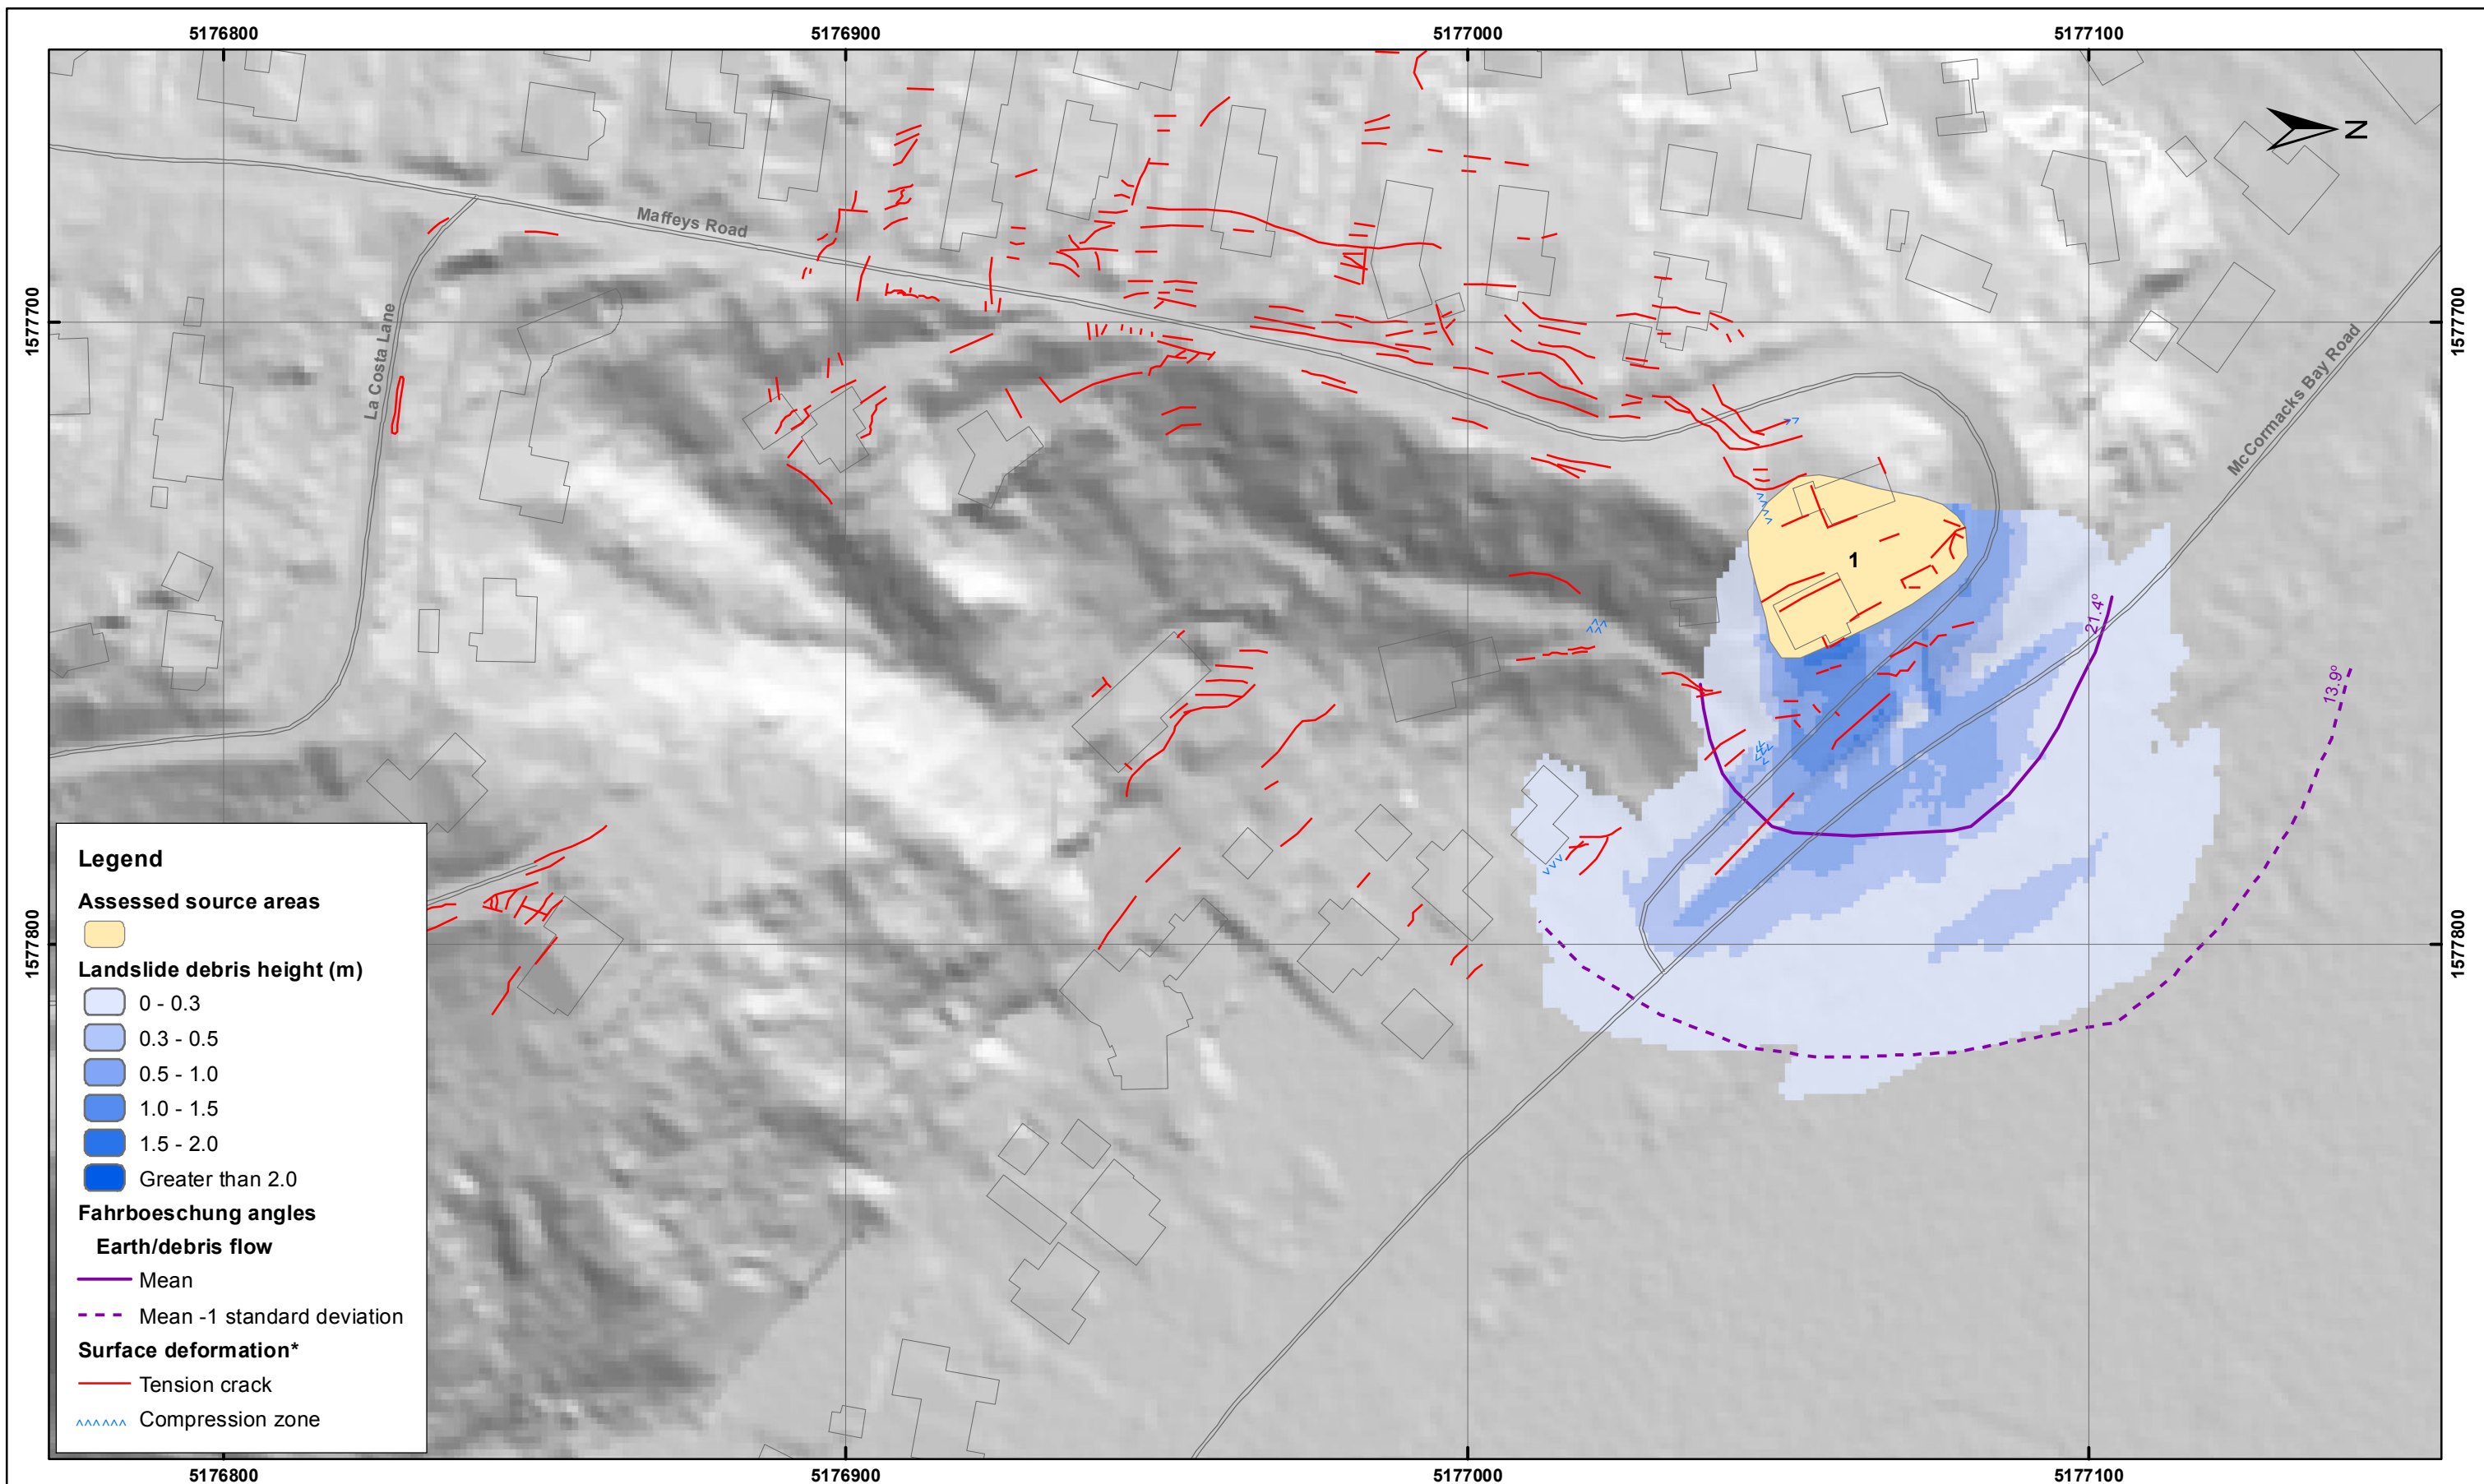 5176800 5176900 5177000 5177100
N
Maffeys Road
La Costa Lane
McCormacks Bay Road
1577700 1577700
1
21.4º
13.9º
1577800 1577800
Legend
Assessed source areas
Landslide debris height (m)
0 - 0.3
0.3 - 0.5
0.5 - 1.0
1.0 - 1.5
1.5 - 2.0
Greater than 2.0
Fahrboeschung angles
Earth/debris flow
Mean
Mean -1 standard deviation
Surface deformation*
Tension crack
Compression zone
5176800 5176900 5177000 5177100